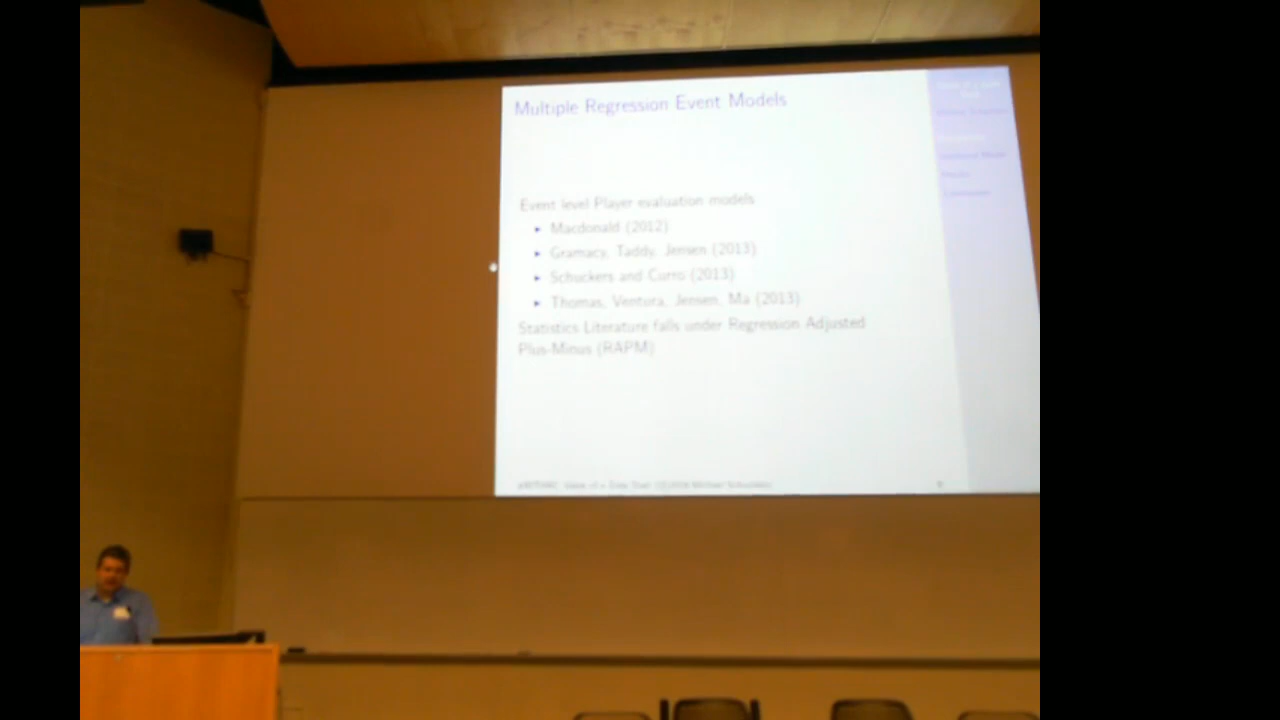 Multiple Regression Event Models
Event level Player evaluation models
Macdonald (2012)
Gramacy, Taddy, Jensen (2013)
Schuckers and Curro (2013)
Thomas, Ventura, Jensen, Ma (2013)
Statistics Literature falls under Regression Adjusted
Plus-Minus (RAPM)